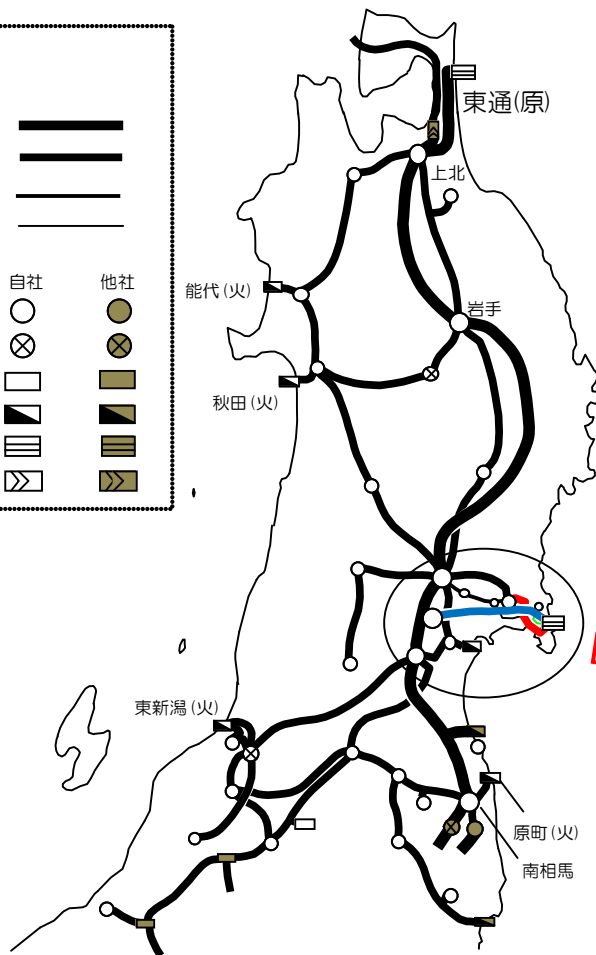 東通(原)
上北
自社 他社
能代(火)
岩手
秋田(火)
東新潟(火)
原町(火)
南相馬